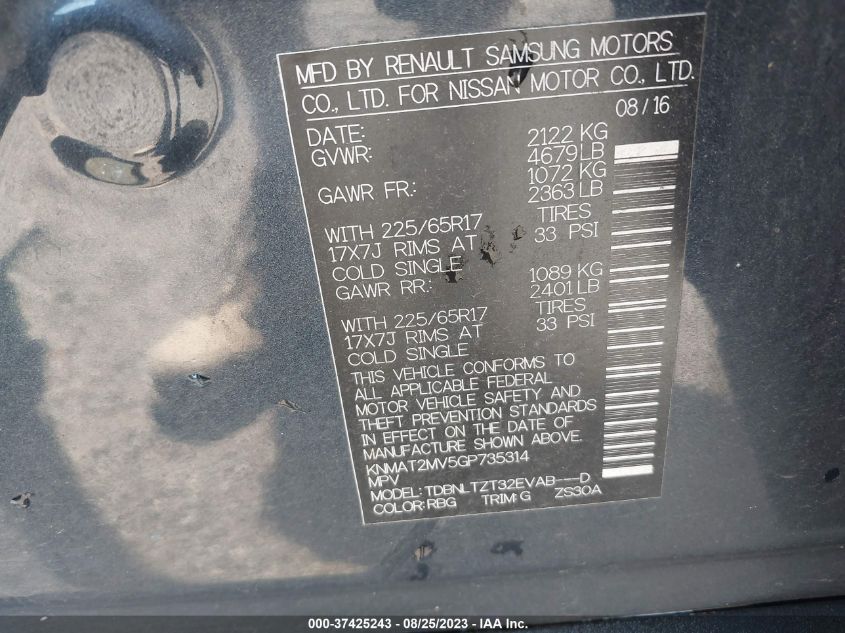 MFD BY RENAULT SAMSUNG MOTORS
CO., LTD. FOR NISSAN MOTOR CO., LTD.
DATE: 08/16
GVWR: 2122 KG
4679 LB
GAWR FR.: 1072 KG
2363 LB
WITH 225/65R17 TIRES
17X7J RIMS AT 33 PSI
COLD SINGLE
GAWR RR.: 1089 KG
2401 LB
WITH 225/65R17 TIRES
17X7J RIMS AT 33 PSI
COLD SINGLE
THIS VEHICLE CONFORMS TO
ALL APPLICABLE FEDERAL
MOTOR VEHICLE SAFETY AND
THEFT PREVENTION STANDARDS
IN EFFECT ON THE DATE OF
MANUFACTURE SHOWN ABOVE.
KNMAT2MV5GP735314
MPV
MODEL: TDBNLTZT32EVAB---D
COLOR: RBG TRIM: G ZS30A
000-37425243 - 08/25/2023 - IAA Inc.